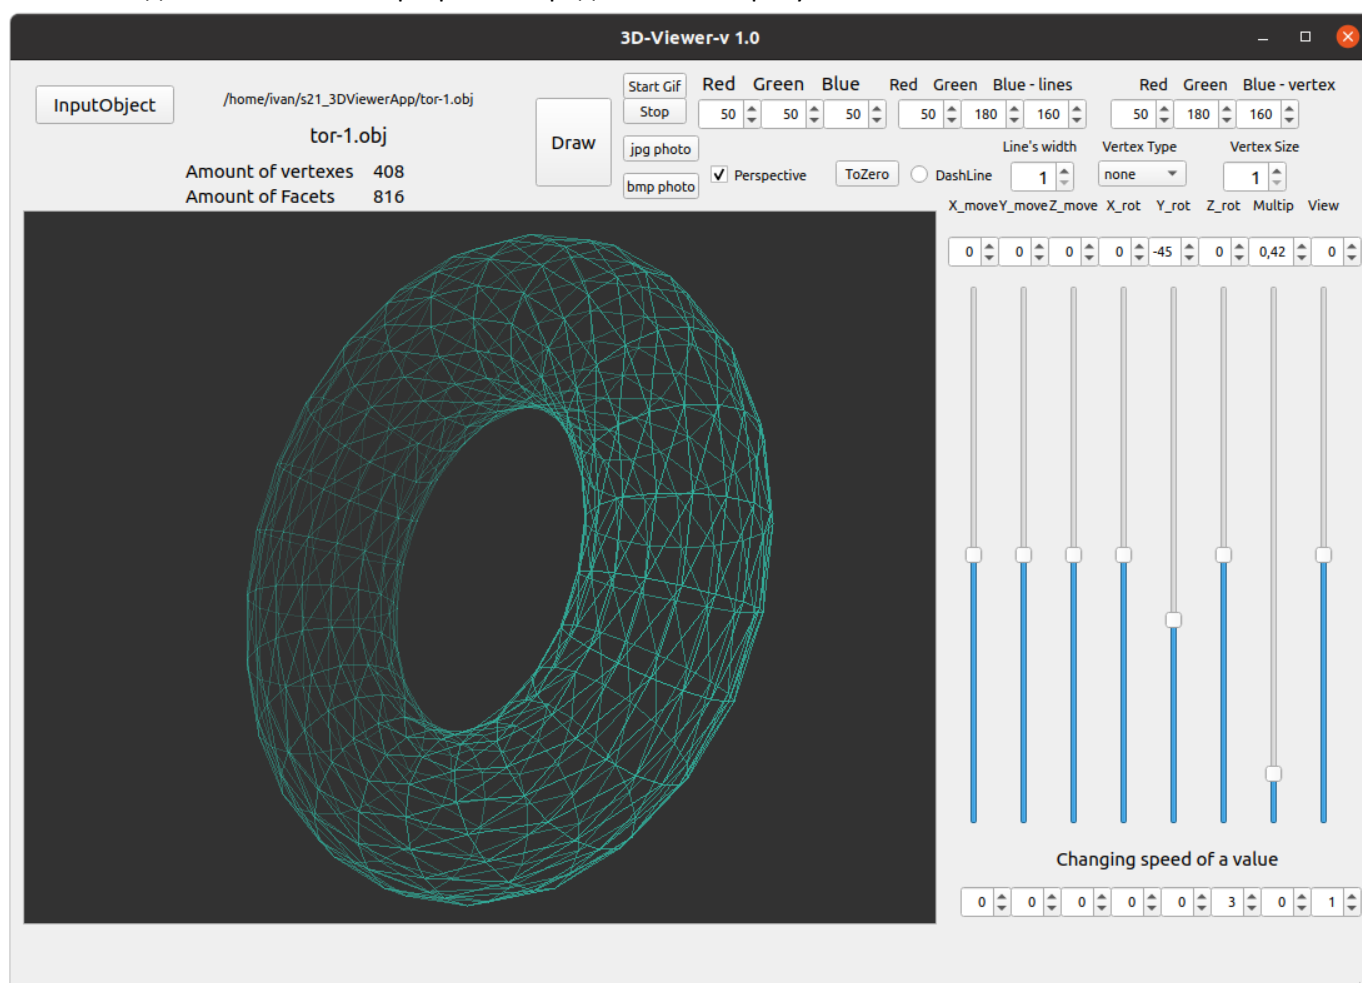 3D-Viewer-v 1.0
InputObject
/home/ivan/s21_3DViewerApp/tor-1.obj
tor-1.obj
Amount of vertexes 408
Amount of Facets 816
Draw
Start Gif
Stop
jpg photo
bmp photo
Red Green Blue
50 50 50
Red Green Blue - lines
50 180 160
Red Green Blue - vertex
50 180 160
Perspective
ToZero
DashLine
Line's width
1
Vertex Type
none
Vertex Size
1
X_move Y_move Z_move X_rot Y_rot Z_rot Multip View
0 0 0 0 -45 0 0,42 0
Changing speed of a value
0 0 0 0 0 3 0 1